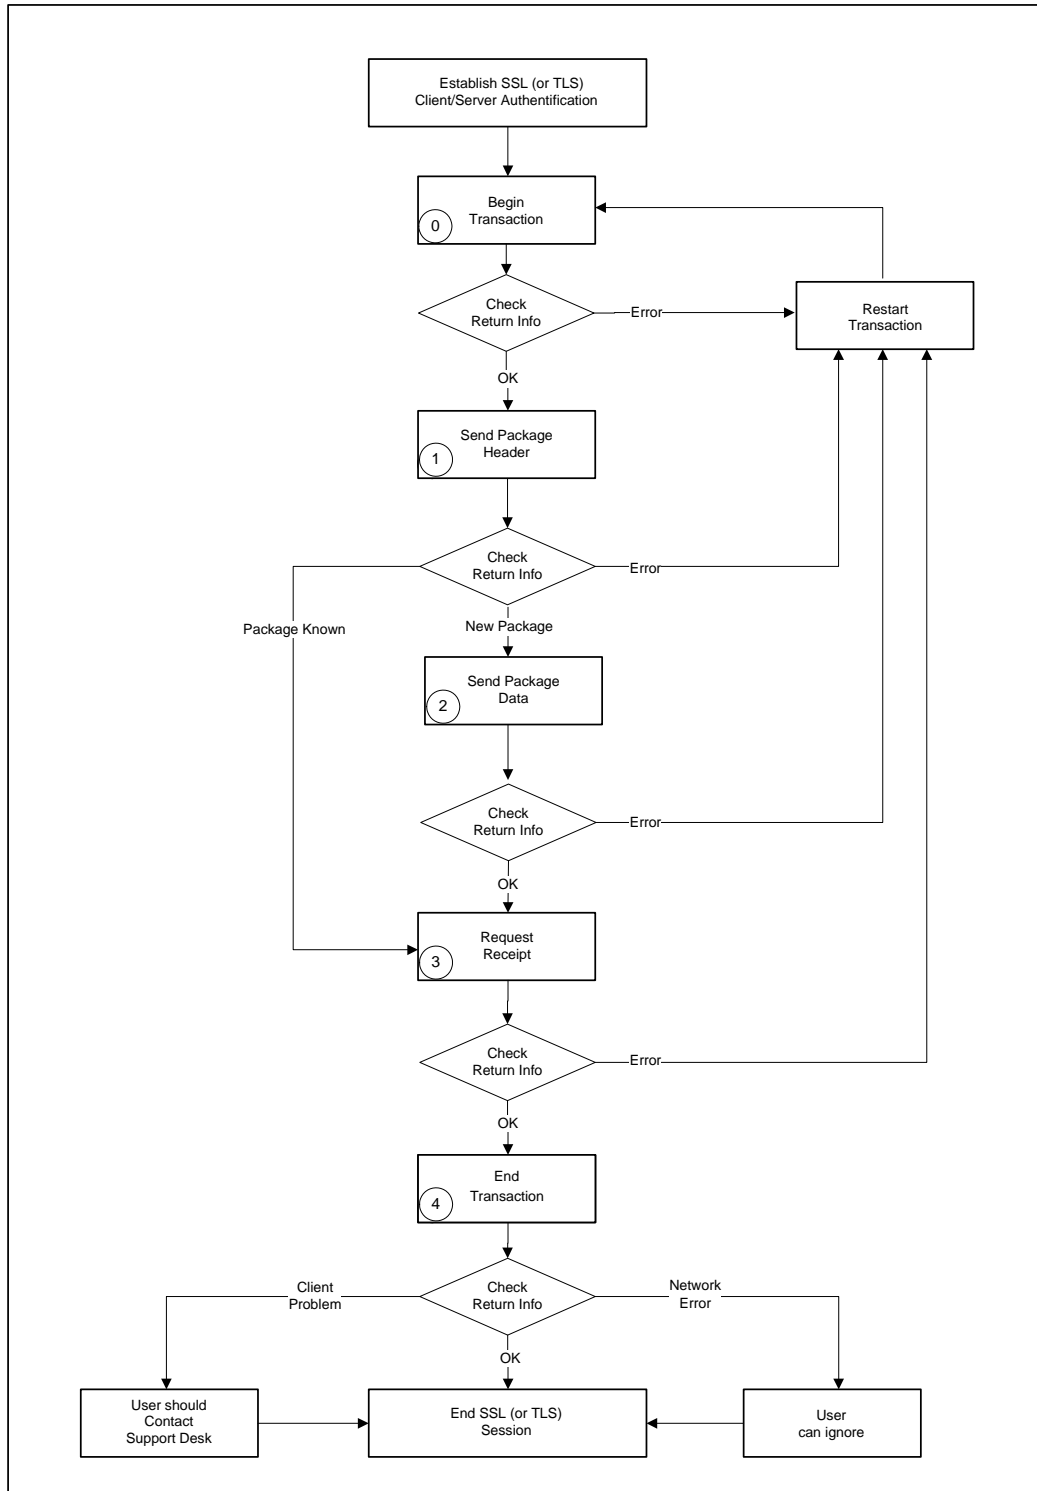 Establish SSL (or TLS)
Client/Server Authentification
Begin
Transaction
0
Check
Return Info
Error
Restart
Transaction
OK
Send Package
Header
1
Check
Return Info
Error
Package Known
New Package
Send Package
Data
2
Check
Return Info
Error
OK
Request
Receipt
3
Check
Return Info
Error
OK
End
Transaction
4
Client
Problem
Check
Return Info
Network
Error
OK
User should
Contact
Support Desk
End SSL (or TLS)
Session
User
can ignore